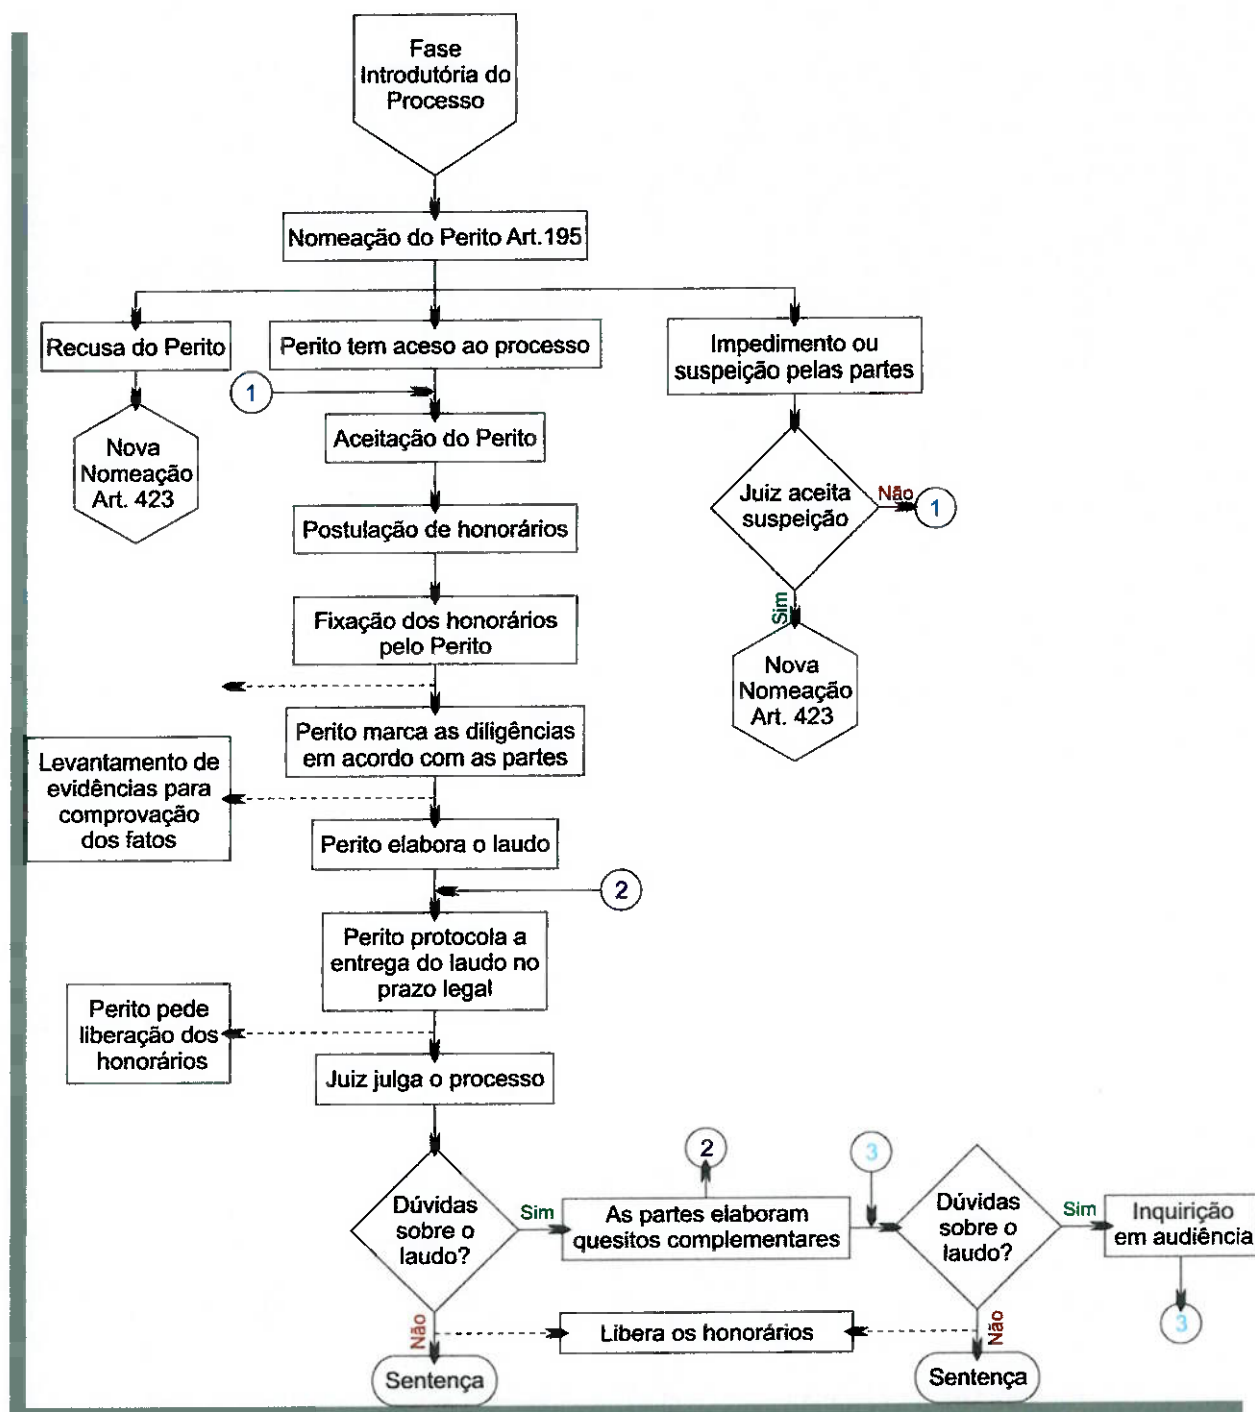 Fase
Introdutória do
Processo
Nomeação do Perito Art.195
Recusa do Perito
Perito tem aceso ao processo
Impedimento ou
suspeição pelas partes
1
Nova
Nomeação
Art. 423
Aceitação do Perito
Juiz aceita
suspeição
Não
1
Sim
Nova
Nomeação
Art. 423
Postulação de honorários
Fixação dos honorários
pelo Perito
Perito marca as diligências
em acordo com as partes
Levantamento de
evidências para
comprovação
dos fatos
Perito elabora o laudo
2
Perito protocola a
entrega do laudo no
prazo legal
Perito pede
liberação dos
honorários
Juiz julga o processo
Dúvidas
sobre o
laudo?
Sim
As partes elaboram
quesitos complementares
2
3
Dúvidas
sobre o
laudo?
Sim
Inquirição
em audiência
3
Não
Libera os honorários
Não
Sentença
Sentença